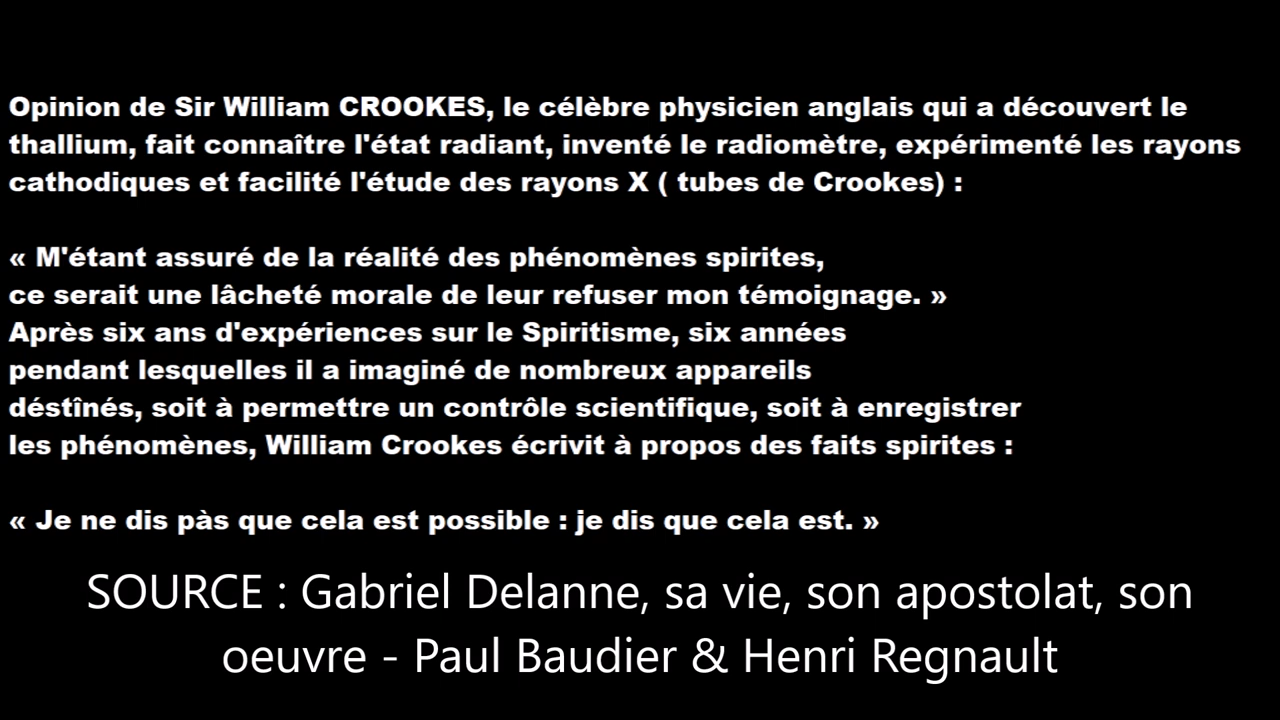 Opinion de Sir William CROOKES, le célèbre physicien anglais qui a découvert le
thallium, fait connaître l'état radiant, inventé le radiomètre, expérimenté les rayons
cathodiques et facilité l'étude des rayons X ( tubes de Crookes) :
« M'étant assuré de la réalité des phénomènes spirites,
ce serait une lâcheté morale de leur refuser mon témoignage. »
Après six ans d'expériences sur le Spiritisme, six années
pendant lesquelles il a imaginé de nombreux appareils
déstînés, soit à permettre un contrôle scientifique, soit à enregistrer
les phénomènes, William Crookes écrivit à propos des faits spirites :
« Je ne dis pàs que cela est possible : je dis que cela est. »
SOURCE : Gabriel Delanne, sa vie, son apostolat, son
oeuvre - Paul Baudier & Henri Regnault